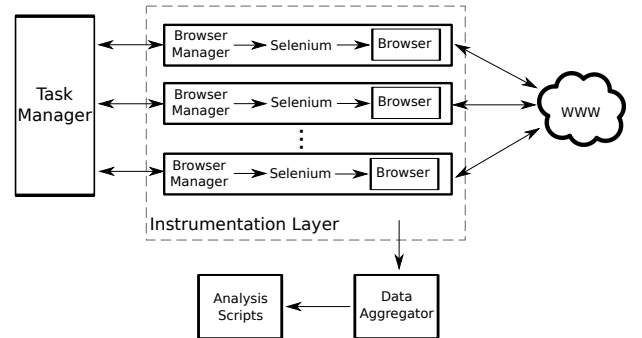 Task
Manager
Browser
Manager
Selenium
Browser
Browser
Manager
Selenium
Browser
Browser
Manager
Selenium
Browser
Instrumentation Layer
WWW
Analysis
Scripts
Data
Aggregator